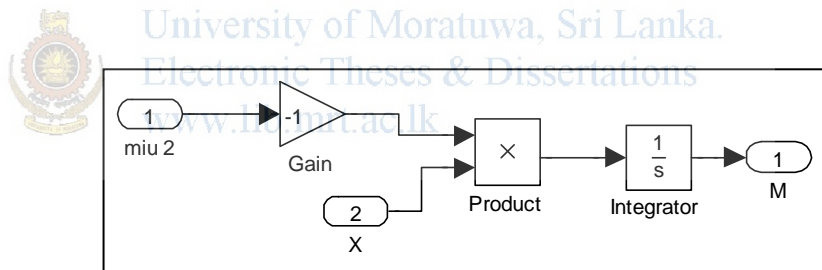 University of Moratuwa, Sri Lanka.
Electronic Theses & Dissertations
www.lib.mrt.ac.lk
1
miu 2
-1
Gain
2
X
×
Product
1
s
Integrator
1
M